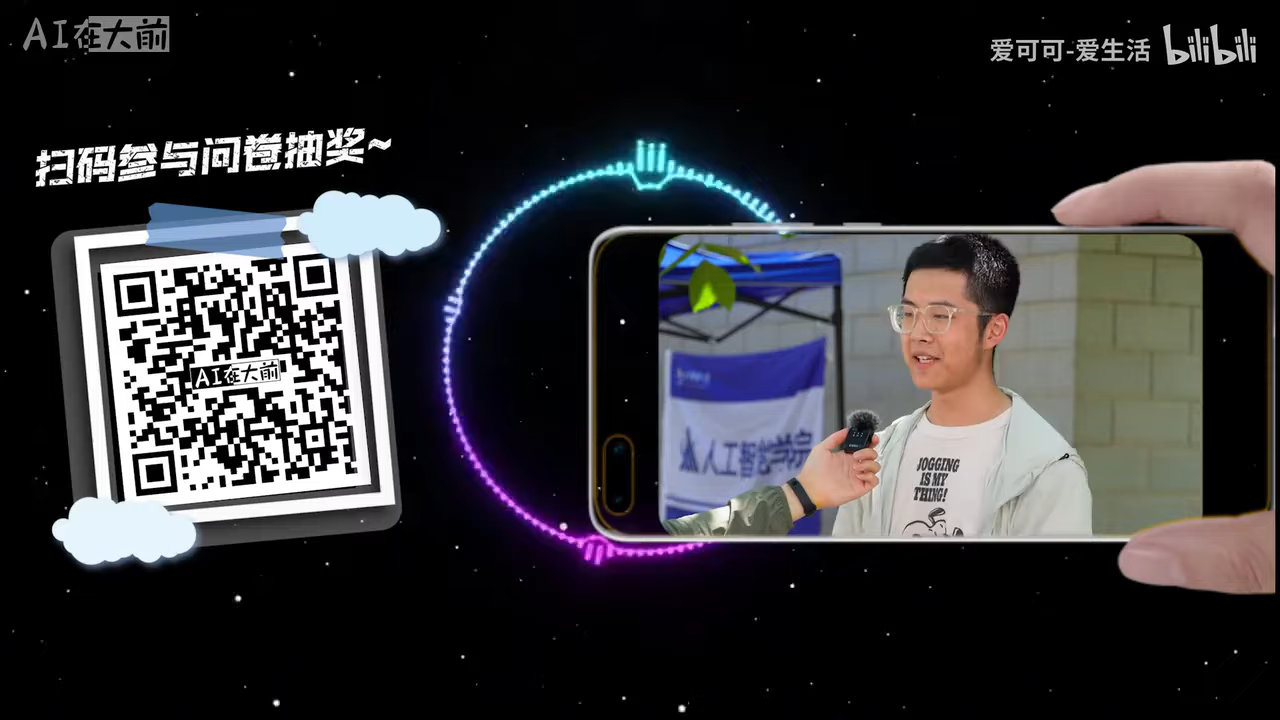 AI在大前
爱可可-爱生活 bilibili
扫码参与问卷抽奖~
AI在大前
人工智能学院
JOGGING
IS MY
THING!